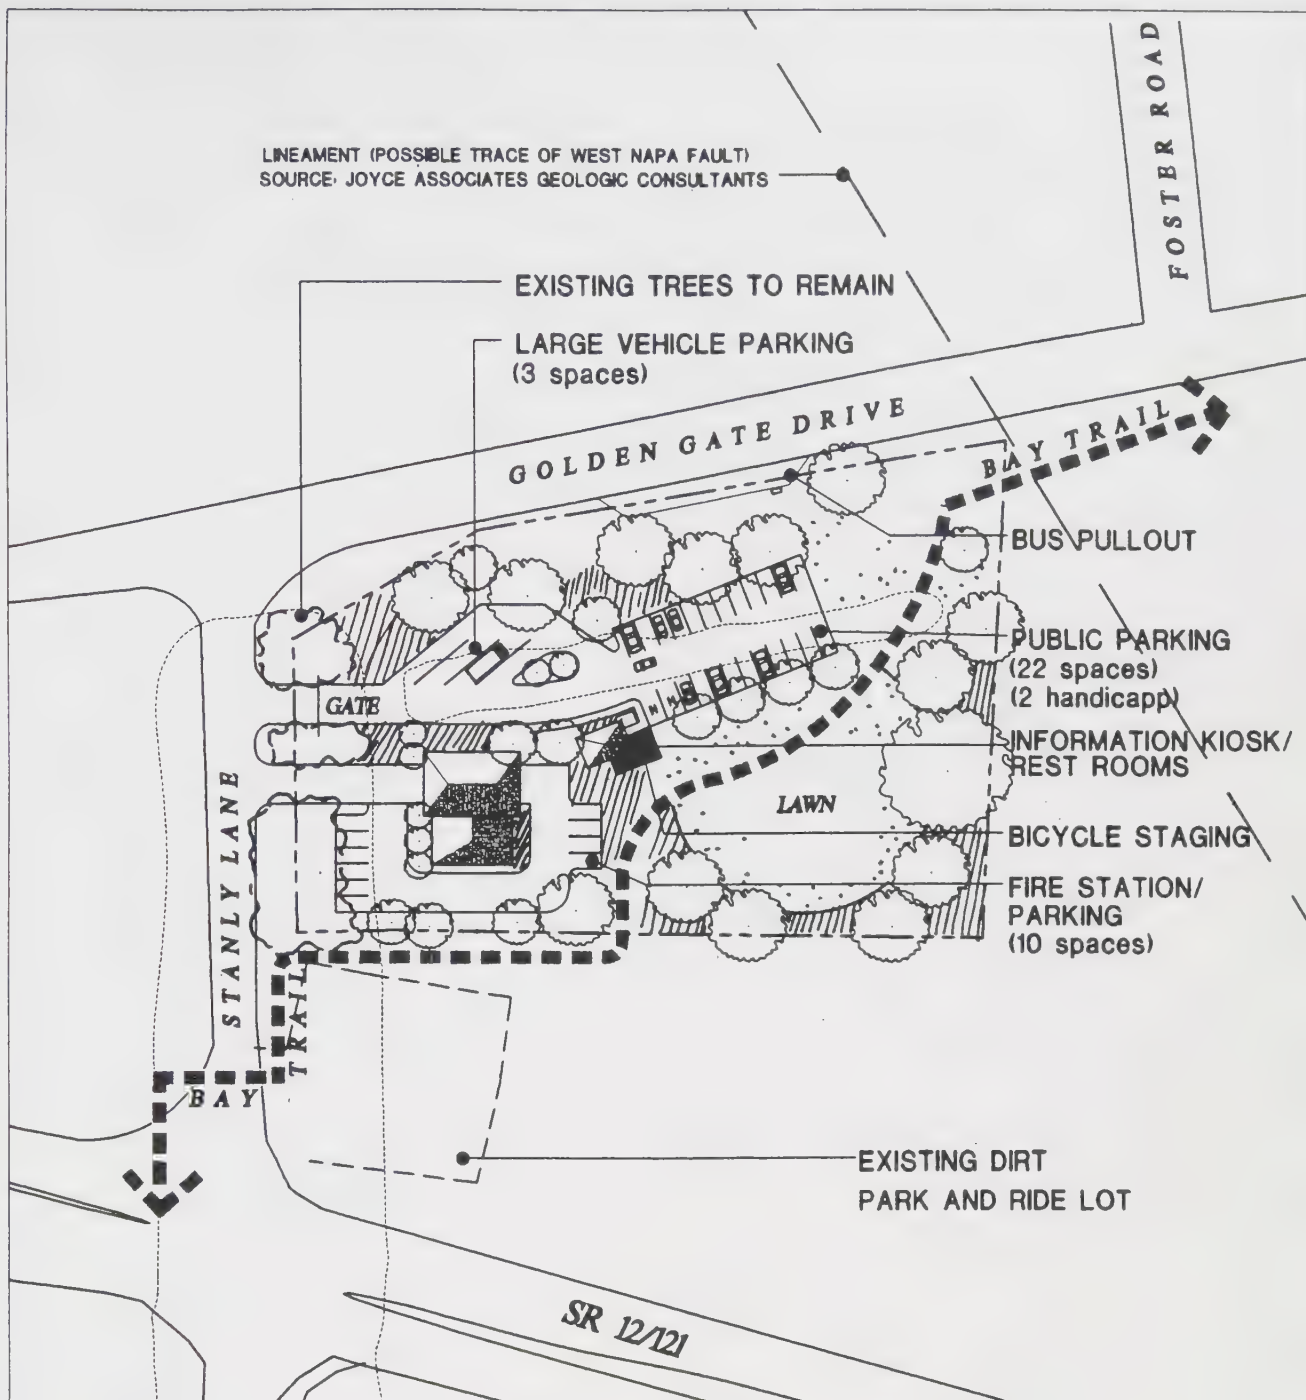 FOSTER ROAD
LINEAMENT (POSSIBLE TRACE OF WEST NAPA FAULT)
SOURCE: JOYCE ASSOCIATES GEOLOGIC CONSULTANTS
EXISTING TREES TO REMAIN
LARGE VEHICLE PARKING
(3 spaces)
GOLDEN GATE DRIVE
BAY TRAIL
BUS PULLOUT
PUBLIC PARKING
(22 spaces)
(2 handicapp)
GATE
INFORMATION KIOSK/
REST ROOMS
LAWN
BICYCLE STAGING
FIRE STATION/
PARKING
(10 spaces)
STANLY LANE
BAY TRAIL
EXISTING DIRT
PARK AND RIDE LOT
SR 12/121